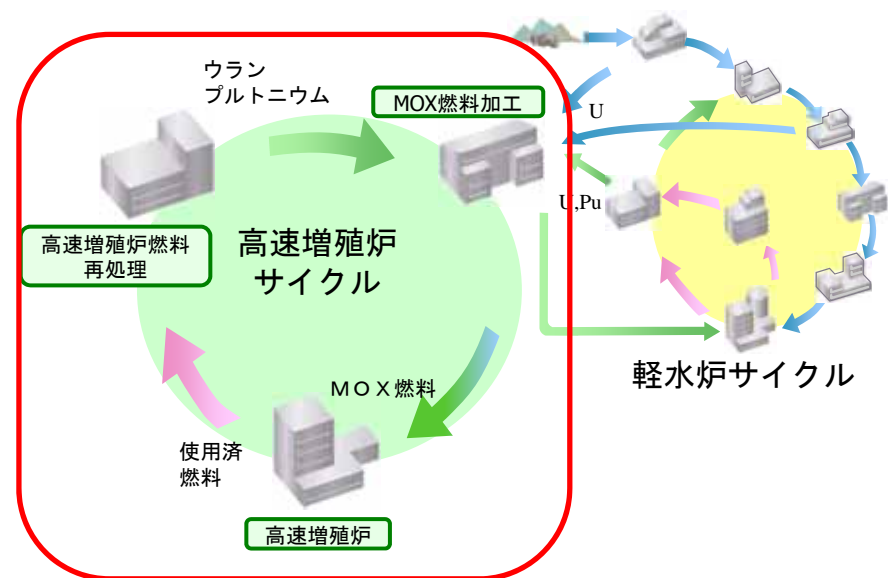 ウラン
プルトニウム
MOX燃料加工
U
U,Pu
高速増殖炉燃料
再処理
高速増殖炉
サイクル
軽水炉サイクル
ＭＯＸ燃料
使用済
燃料
高速増殖炉